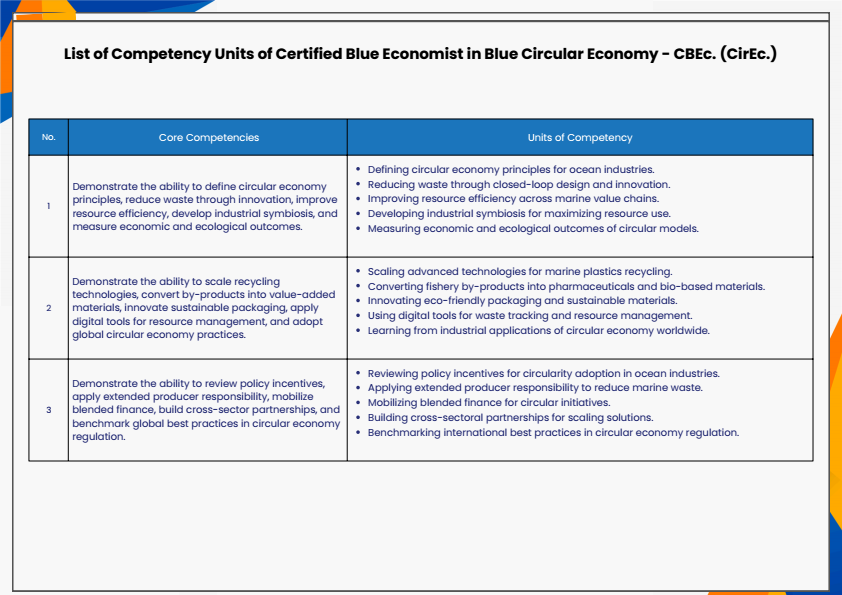 List of Competency Units of Certified Blue Economist in Blue Circular Economy - CBEc. (CirEc.)
No.
Core Competencies
Units of Competency
1
Demonstrate the ability to define circular economy
principles, reduce waste through innovation, improve
resource efficiency, develop industrial symbiosis, and
measure economic and ecological outcomes.
• Defining circular economy principles for ocean industries.
• Reducing waste through closed-loop design and innovation.
• Improving resource efficiency across marine value chains.
• Developing industrial symbiosis for maximizing resource use.
• Measuring economic and ecological outcomes of circular models.
2
Demonstrate the ability to scale recycling
technologies, convert by-products into value-added
materials, innovate sustainable packaging, apply
digital tools for resource management, and adopt
global circular economy practices.
• Scaling advanced technologies for marine plastics recycling.
• Converting fishery by-products into pharmaceuticals and bio-based materials.
• Innovating eco-friendly packaging and sustainable materials.
• Using digital tools for waste tracking and resource management.
• Learning from industrial applications of circular economy worldwide.
3
Demonstrate the ability to review policy incentives,
apply extended producer responsibility, mobilize
blended finance, build cross-sector partnerships, and
benchmark global best practices in circular economy
regulation.
• Reviewing policy incentives for circularity adoption in ocean industries.
• Applying extended producer responsibility to reduce marine waste.
• Mobilizing blended finance for circular initiatives.
• Building cross-sectoral partnerships for scaling solutions.
• Benchmarking international best practices in circular economy regulation.